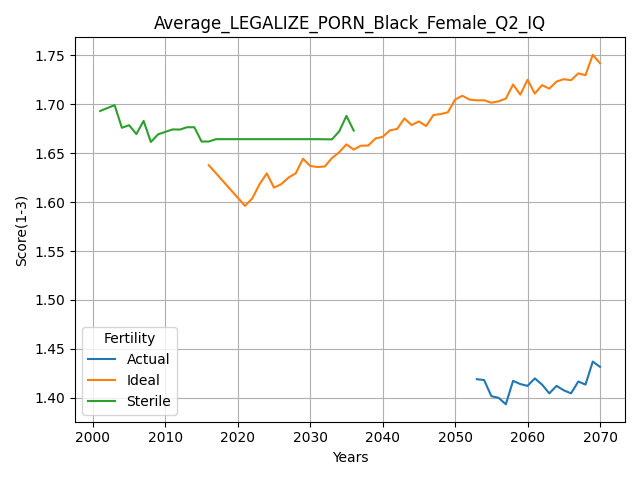 Average_LEGALIZE_PORN_Black_Female_Q2_IQ
Score(1-3)
1.75
1.70
1.65
1.60
1.55
1.50
1.45
1.40
Fertility
Actual
Ideal
Sterile
2000 2010 2020 2030 2040 2050 2060 2070
Years